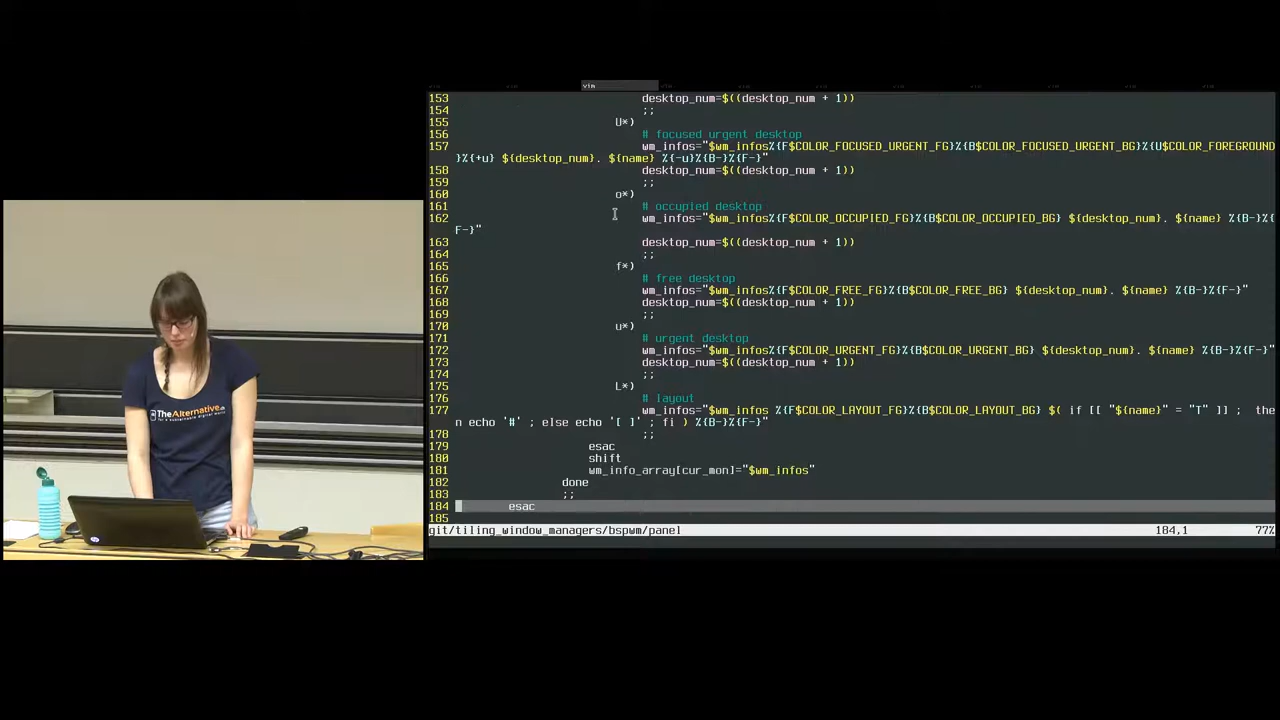 vim
153 desktop_num=$((desktop_num + 1))
154 ;;
155 U*)
156 # focused urgent desktop
157 wm_infos="$wm_infos%{F$COLOR_FOCUSED_URGENT_FG}%{B$COLOR_FOCUSED_URGENT_BG}%{U$COLOR_FOREGROUND
}%{+u} ${desktop_num}. ${name} %{-u}%{B-}%{F-}"
158 desktop_num=$((desktop_num + 1))
159 ;;
160 o*)
161 # occupied desktop
162 wm_infos="$wm_infos%{F$COLOR_OCCUPIED_FG}%{B$COLOR_OCCUPIED_BG} ${desktop_num}. ${name} %{B-}%{
F-}"
163 desktop_num=$((desktop_num + 1))
164 ;;
165 f*)
166 # free desktop
167 wm_infos="$wm_infos%{F$COLOR_FREE_FG}%{B$COLOR_FREE_BG} ${desktop_num}. ${name} %{B-}%{F-}"
168 desktop_num=$((desktop_num + 1))
169 ;;
170 u*)
171 # urgent desktop
172 wm_infos="$wm_infos%{F$COLOR_URGENT_FG}%{B$COLOR_URGENT_BG} ${desktop_num}. ${name} %{B-}%{F-}"
173 desktop_num=$((desktop_num + 1))
174 ;;
175 L*)
176 # layout
177 wm_infos="$wm_infos %{F$COLOR_LAYOUT_FG}%{B$COLOR_LAYOUT_BG} $( if [[ "${name}" = "T" ]] ; the
n echo '#' ; else echo '[ ]' ; fi ) %{B-}%{F-}"
178 ;;
179 esac
180 shift
181 wm_info_array[cur_mon]="$wm_infos"
182 done
183 ;;
184 esac
185
git/tiling_window_managers/bspwm/panel 184,1 77%
TheAlternative